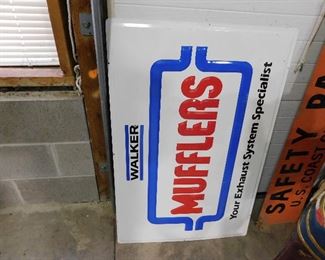 WALKER
MUFFLERS
Your Exhaust System Specialist
SAFETY
U.S. COAST